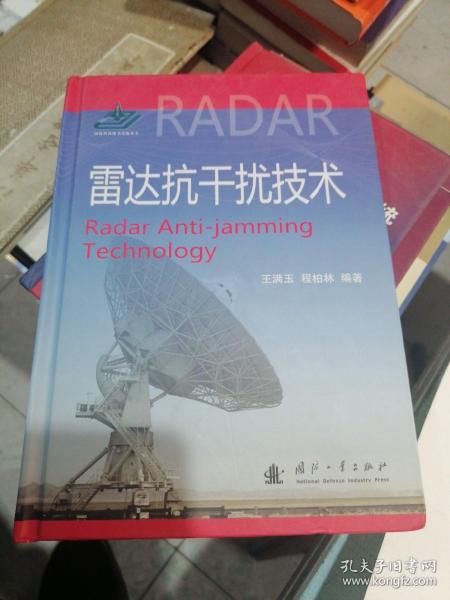 RADAR
雷达抗干扰技术
Radar Anti-jamming
Technology
王满玉 程柏林 编著
国防工业出版社
National Defense Industry Press
统
孔夫子旧书网
www.kongfz.com